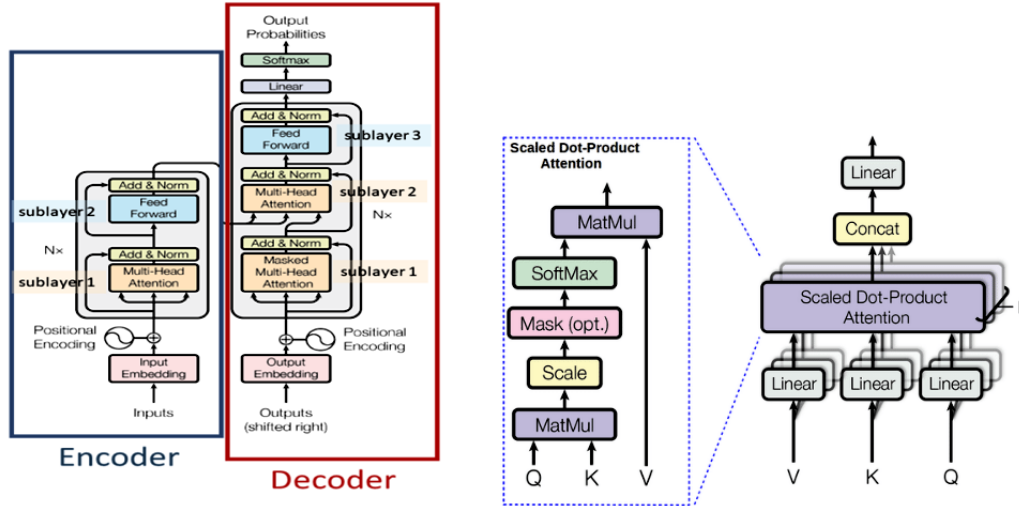 Output
Probabilities
Softmax
Linear
Add & Norm
Feed
Forward
sublayer 3
Add & Norm
Multi-Head
Attention
sublayer 2
N×
Add & Norm
Masked
Multi-Head
Attention
sublayer 1
Positional
Encoding
Output
Embedding
Outputs
(shifted right)
Decoder
Add & Norm
Feed
Forward
sublayer 2
N×
Add & Norm
Multi-Head
Attention
sublayer 1
Positional
Encoding
Input
Embedding
Inputs
Encoder
Scaled Dot-Product
Attention
MatMul
SoftMax
Mask (opt.)
Scale
MatMul
Q K V
Linear
Concat
Scaled Dot-Product
Attention
Linear Linear Linear
V K Q